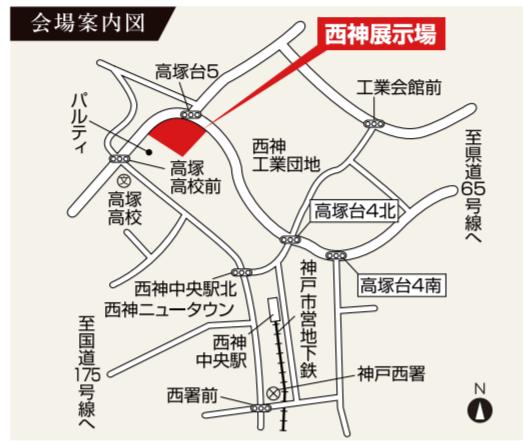 会場案内図
西神展示場
高塚台5
工業会館前
パルティ
西神
工業団地
至県道65号線へ
高塚
高校前
高塚
高校
高塚台4北
西神中央駅北
西神ニュータウン
神戸市営地下鉄
高塚台4南
至国道175号線へ
西神
中央駅
神戸西署
西署前
N